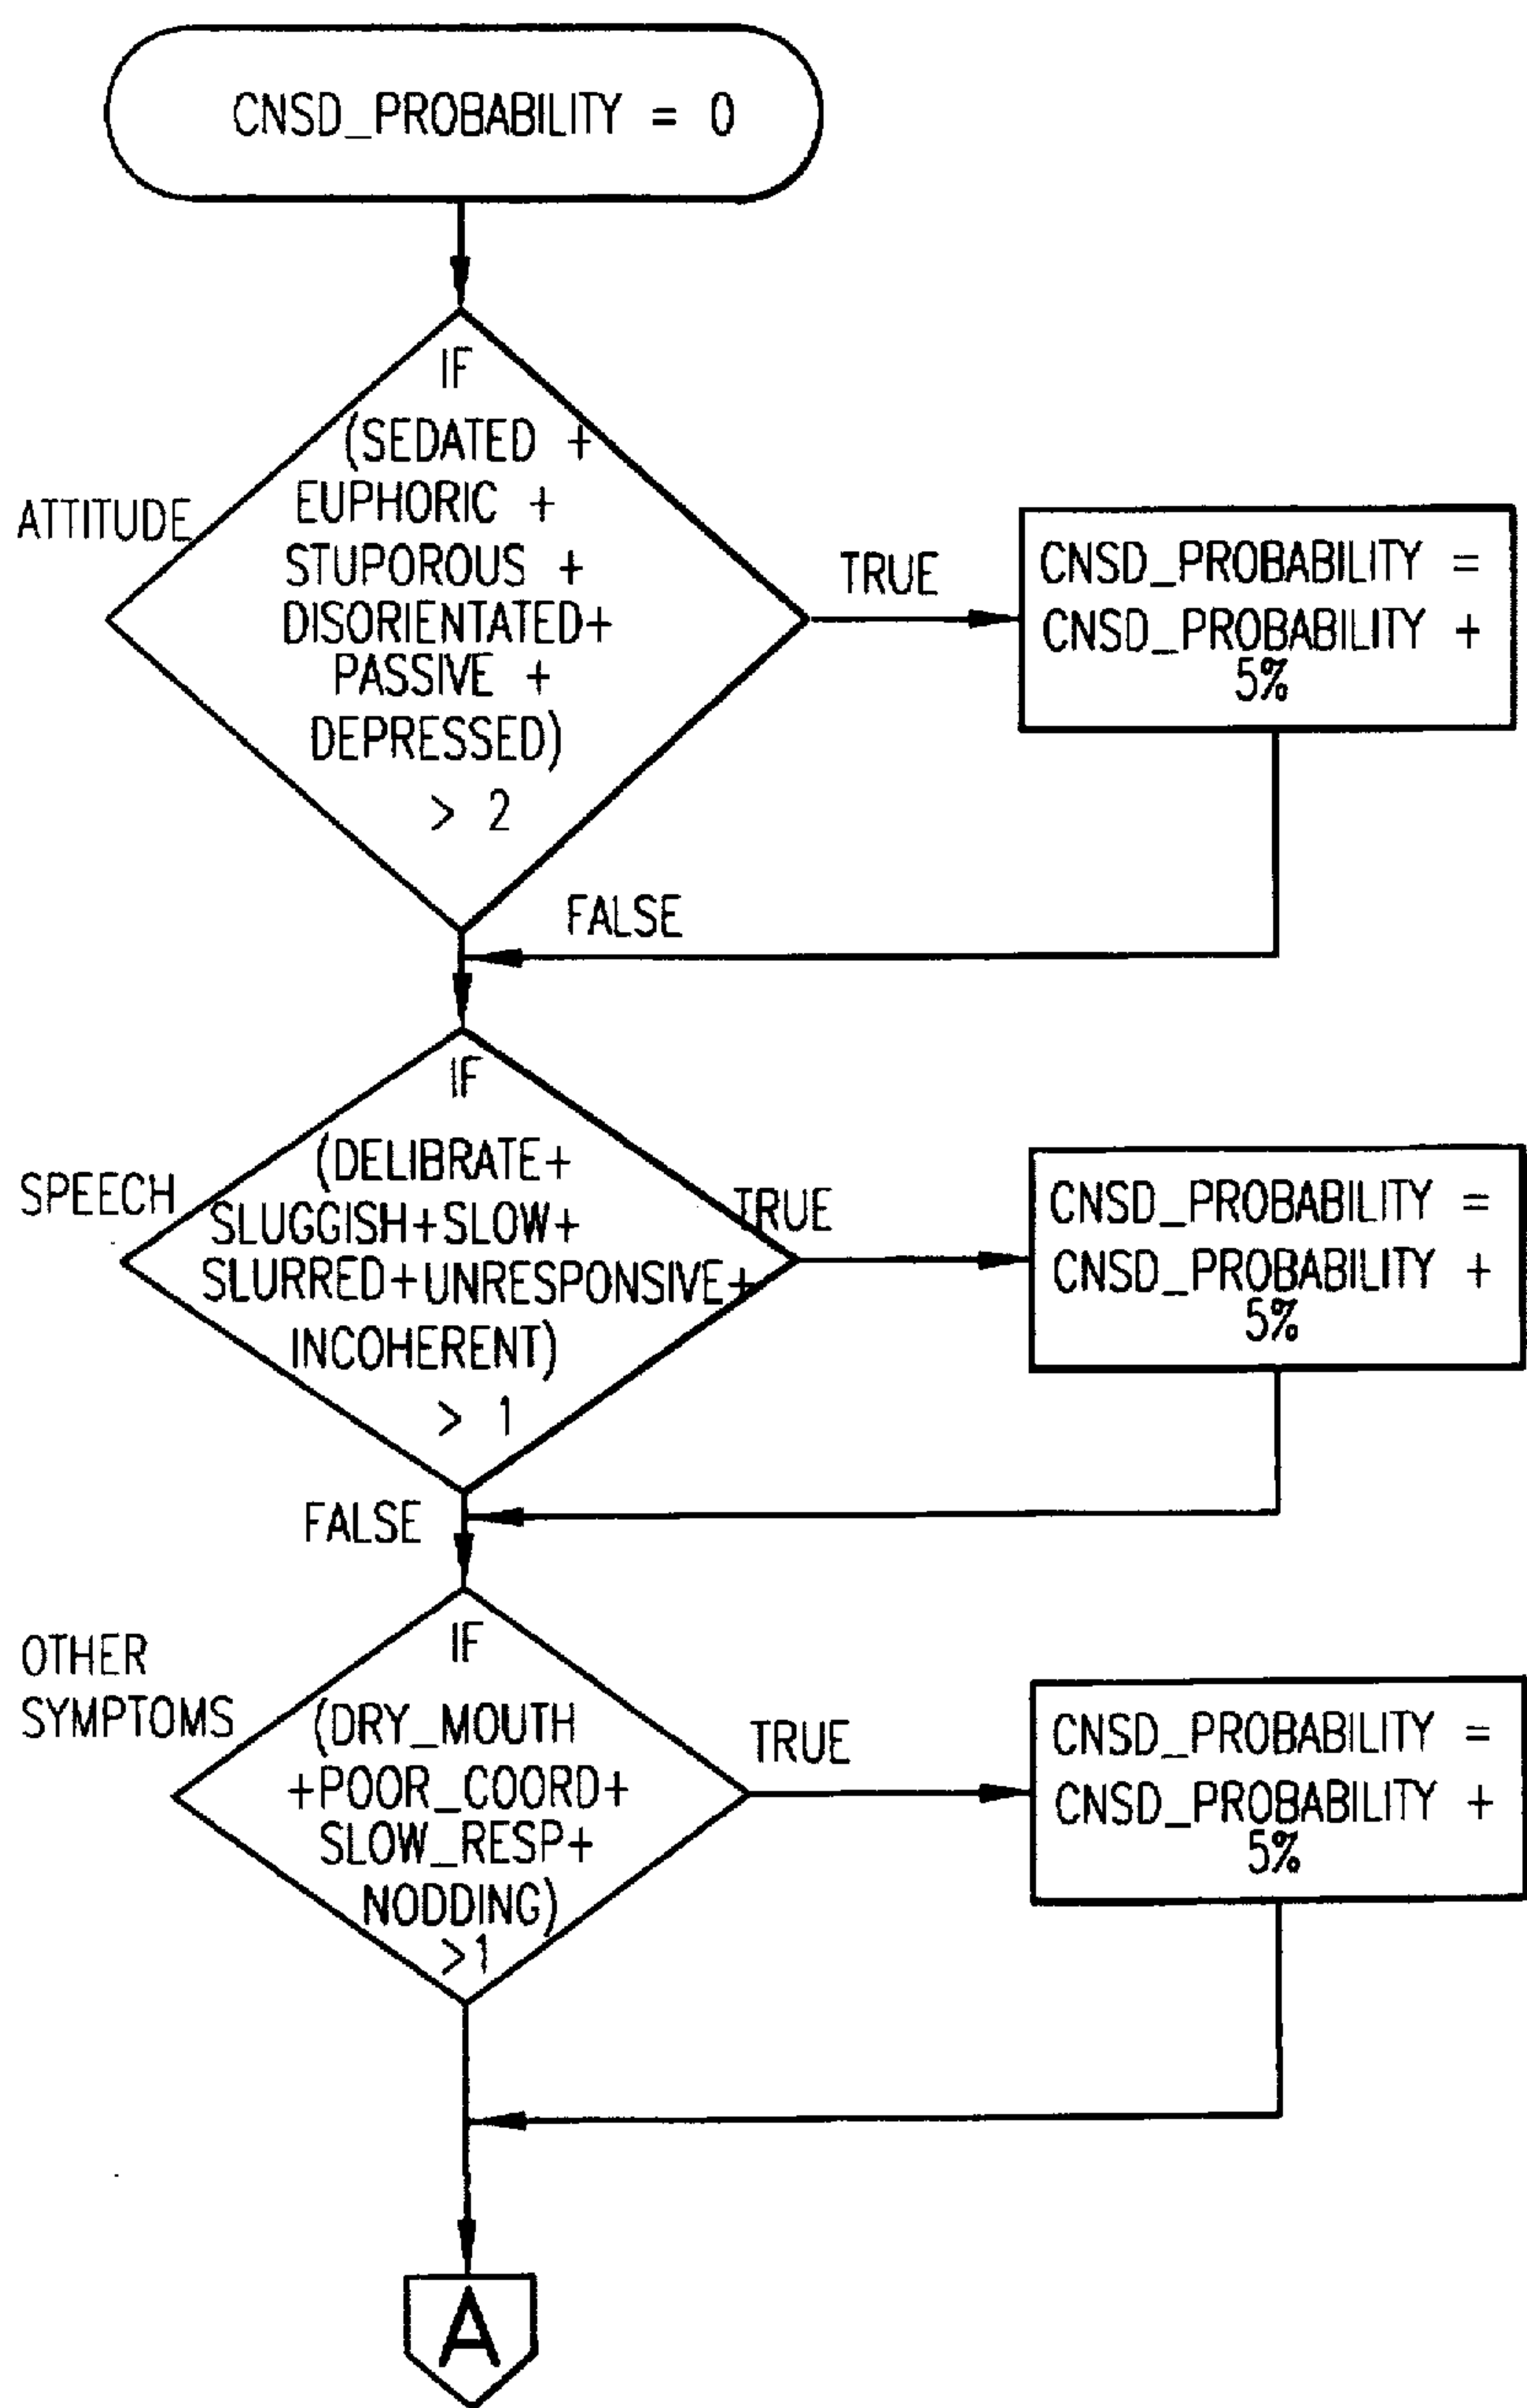 CNSD_PROBABILITY = 0
IF
(SEDATED +
EUPHORIC +
STUPOROUS +
DISORIENTATED+
PASSIVE +
DEPRESSED)
> 2
ATTITUDE
TRUE
CNSD_PROBABILITY =
CNSD_PROBABILITY +
5%
FALSE
IF
(DELIBRATE+
SLUGGISH+SLOW+
SLURRED+UNRESPONSIVE+
INCOHERENT)
> 1
SPEECH
TRUE
CNSD_PROBABILITY =
CNSD_PROBABILITY +
5%
FALSE
IF
(DRY_MOUTH
+POOR_COORD+
SLOW_RESP+
NODDING)
>1
OTHER
SYMPTOMS
TRUE
CNSD_PROBABILITY =
CNSD_PROBABILITY +
5%
A